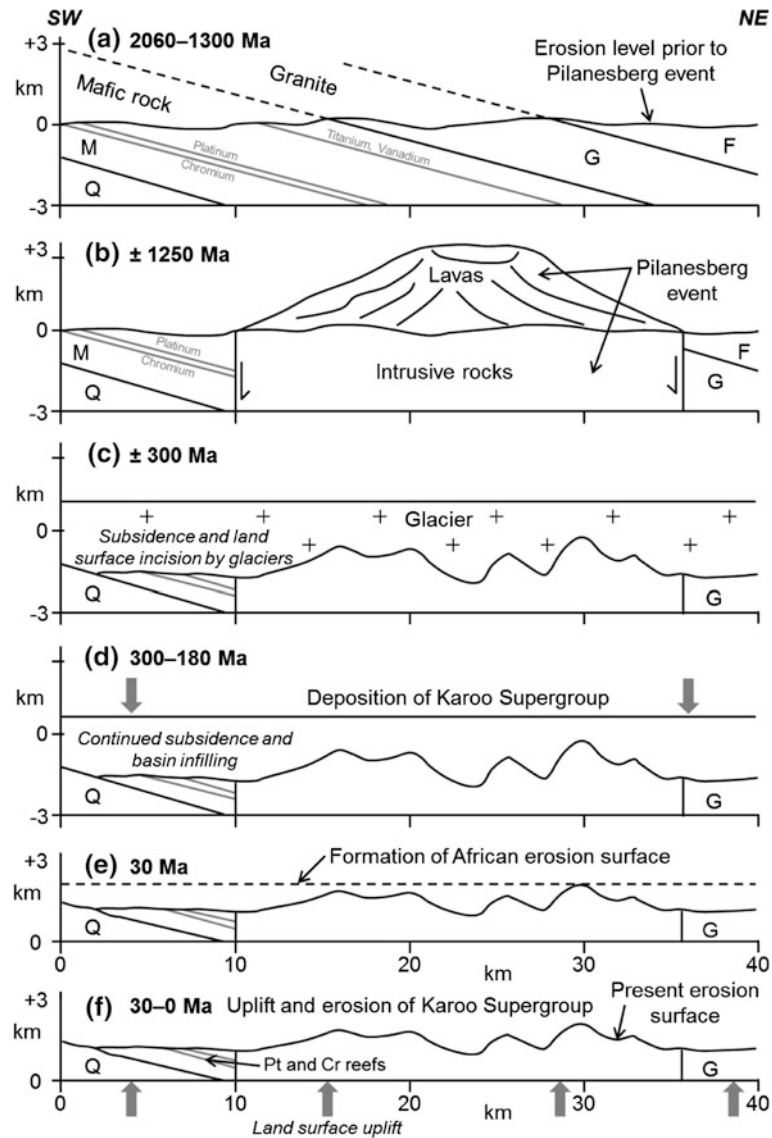 SW
NE
(a) 2060–1300 Ma
+3
km
0
-3
Mafic rock
Granite
Erosion level prior to
Pilanesberg event
M
Q
Platinum
Chromium
Titanium, Vanadium
G
F
(b) ± 1250 Ma
+3
km
0
-3
Lavas
Pilanesberg
event
M
Q
Platinum
Chromium
Intrusive rocks
F
G
(c) ± 300 Ma
km
0
-3
Glacier
Subsidence and land
surface incision by glaciers
Q
G
(d) 300–180 Ma
km
0
-3
Deposition of Karoo Supergroup
Continued subsidence and
basin infilling
Q
G
(e) 30 Ma
+3
km
0
Formation of African erosion surface
Q
G
0 10 20 30 40
km
(f) 30–0 Ma Uplift and erosion of Karoo Supergroup
Present erosion
surface
+3
km
0
Q
Pt and Cr reefs
G
0 10 20 30 40
km
Land surface uplift